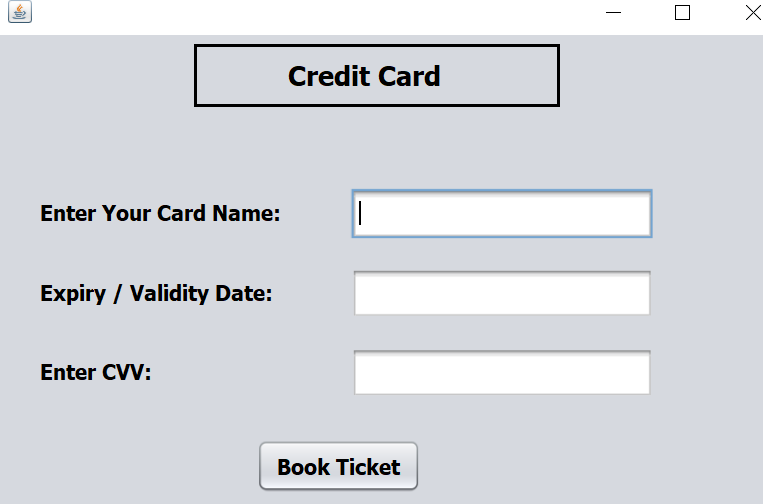 Credit Card
Enter Your Card Name:
Expiry / Validity Date:
Enter CVV:
Book Ticket